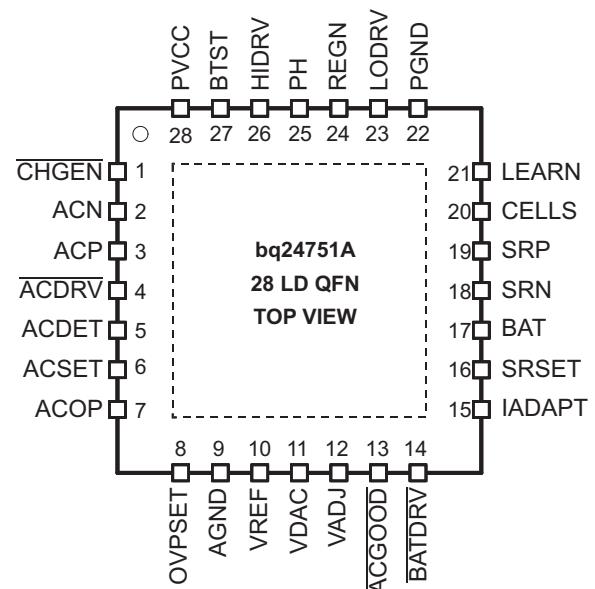 PVCC
BTST
HIDRV
PH
REGN
LODRV
PGND
28 27 26 25 24 23 22
CHGEN 1
ACN 2
ACP 3
ACDRV 4
ACDET 5
ACSET 6
ACOP 7
bq24751A
28 LD QFN
TOP VIEW
21 LEARN
20 CELLS
19 SRP
18 SRN
17 BAT
16 SRSET
15 IADAPT
8 9 10 11 12 13 14
OVPSET
AGND
VREF
VDAC
VADJ
ACGOOD
BATDRV